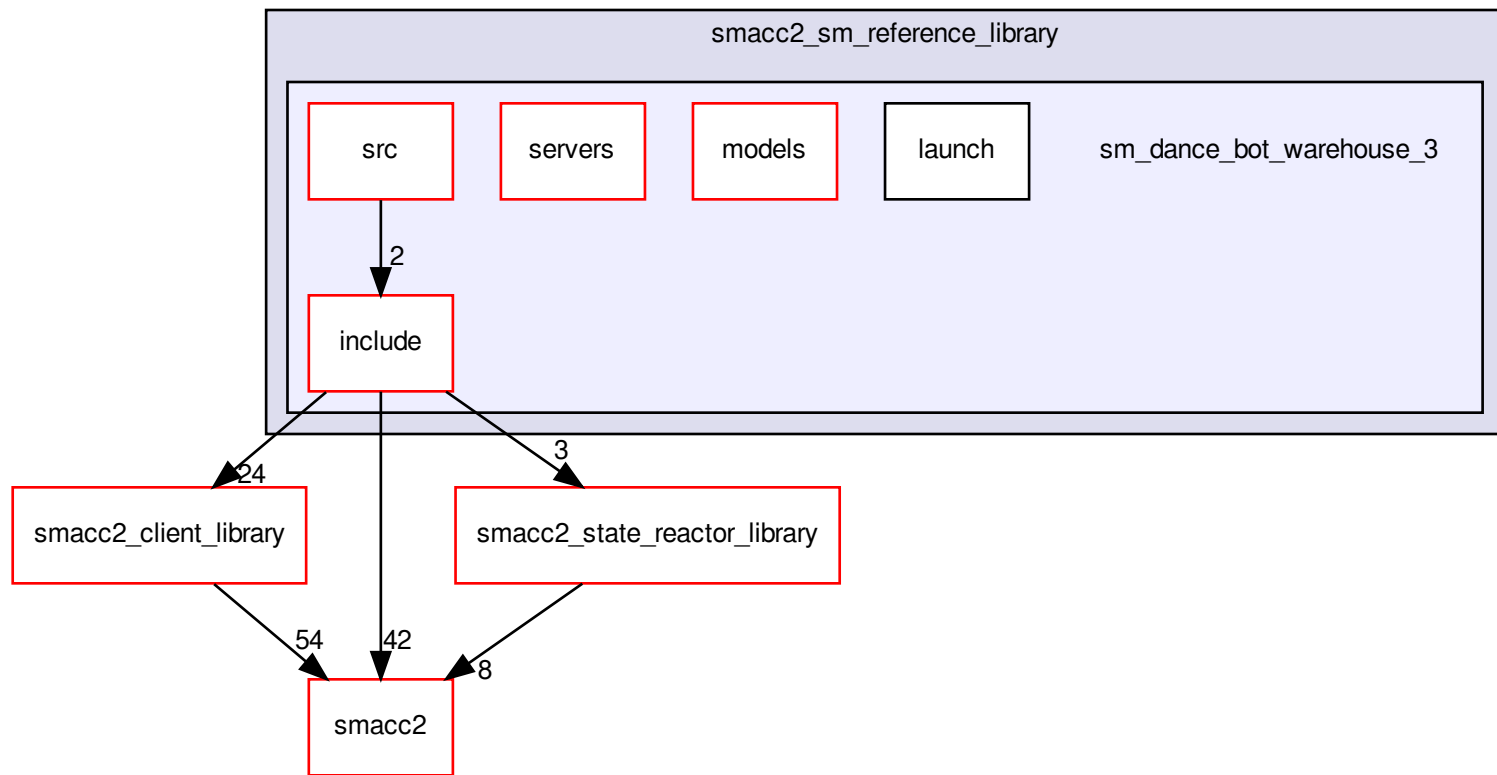 smacc2_sm_reference_library
src
servers
models
launch
sm_dance_bot_warehouse_3
2
include
24
3
smacc2_client_library
smacc2_state_reactor_library
54
42
8
smacc2